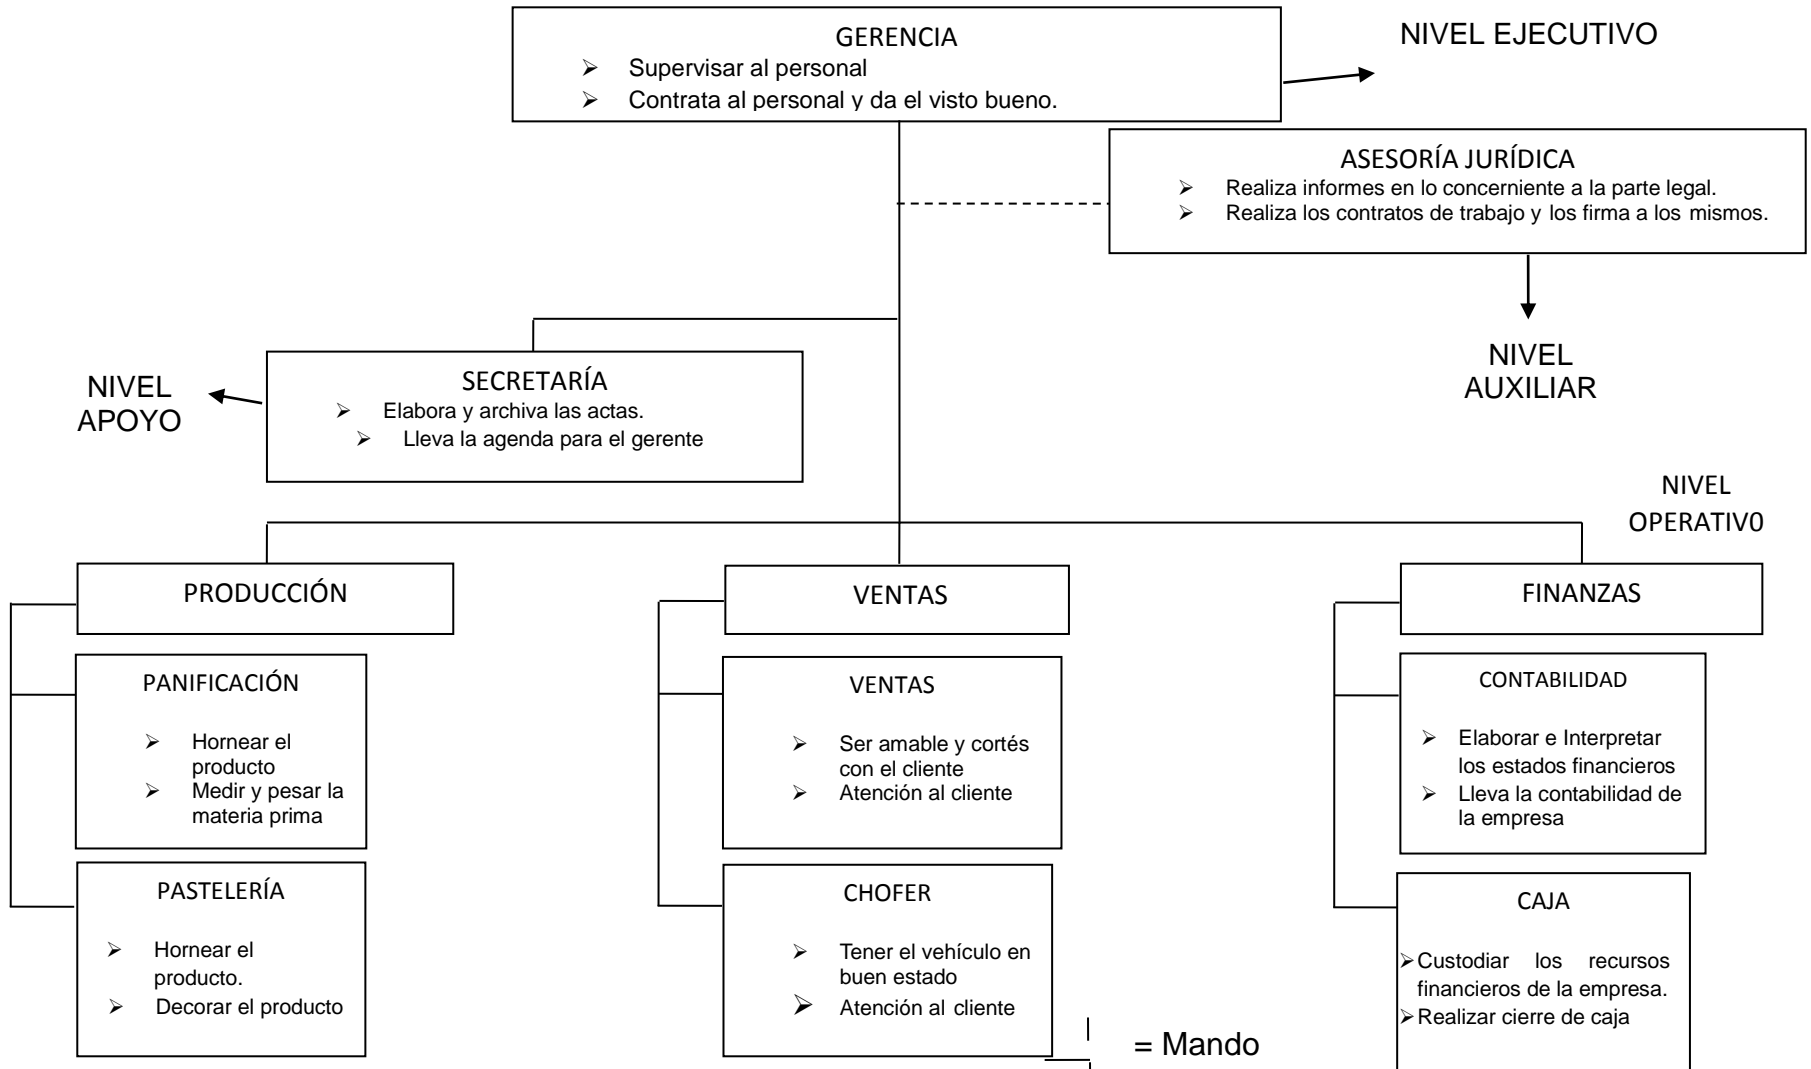 GERENCIA
➢ Supervisar al personal
➢ Contrata al personal y da el visto bueno.
NIVEL EJECUTIVO
ASESORÍA JURÍDICA
➢ Realiza informes en lo concerniente a la parte legal.
➢ Realiza los contratos de trabajo y los firma a los mismos.
NIVEL
AUXILIAR
NIVEL
APOYO
SECRETARÍA
➢ Elabora y archiva las actas.
➢ Lleva la agenda para el gerente
NIVEL
OPERATIV0
PRODUCCIÓN
PANIFICACIÓN
➢ Hornear el
producto
➢ Medir y pesar la
materia prima
PASTELERÍA
➢ Hornear el
producto.
➢ Decorar el producto
VENTAS
VENTAS
➢ Ser amable y cortés
con el cliente
➢ Atención al cliente
CHOFER
➢ Tener el vehículo en
buen estado
➢ Atención al cliente
FINANZAS
CONTABILIDAD
➢ Elaborar e Interpretar
los estados financieros
➢ Lleva la contabilidad de
la empresa
CAJA
➢ Custodiar los recursos
financieros de la empresa.
➢ Realizar cierre de caja
= Mando